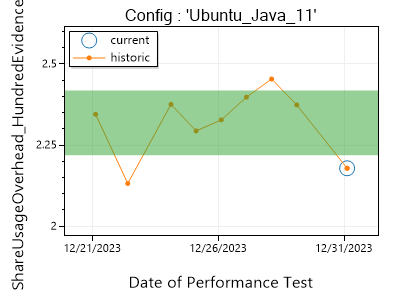 Config : 'Ubuntu_Java_11'
current
historic
ShareUsageOverhead_HundredEvidence
2.5
2.25
2
12/21/2023
12/26/2023
12/31/2023
Date of Performance Test